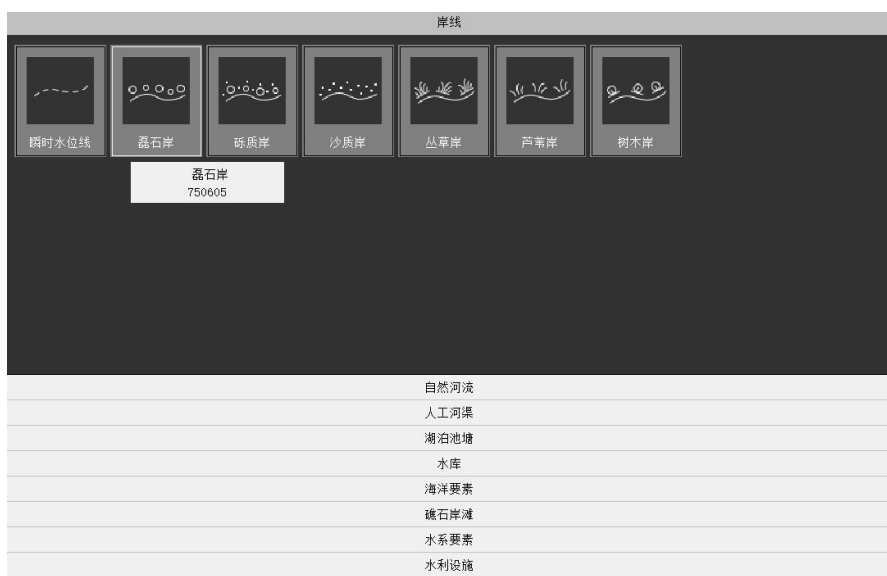 岸线
瞬时水位线
磊石岸
砾质岸
沙质岸
丛草岸
芦苇岸
树木岸
磊石岸
750605
自然河流
人工河渠
湖泊池塘
水库
海洋要素
礁石岸滩
水系要素
水利设施